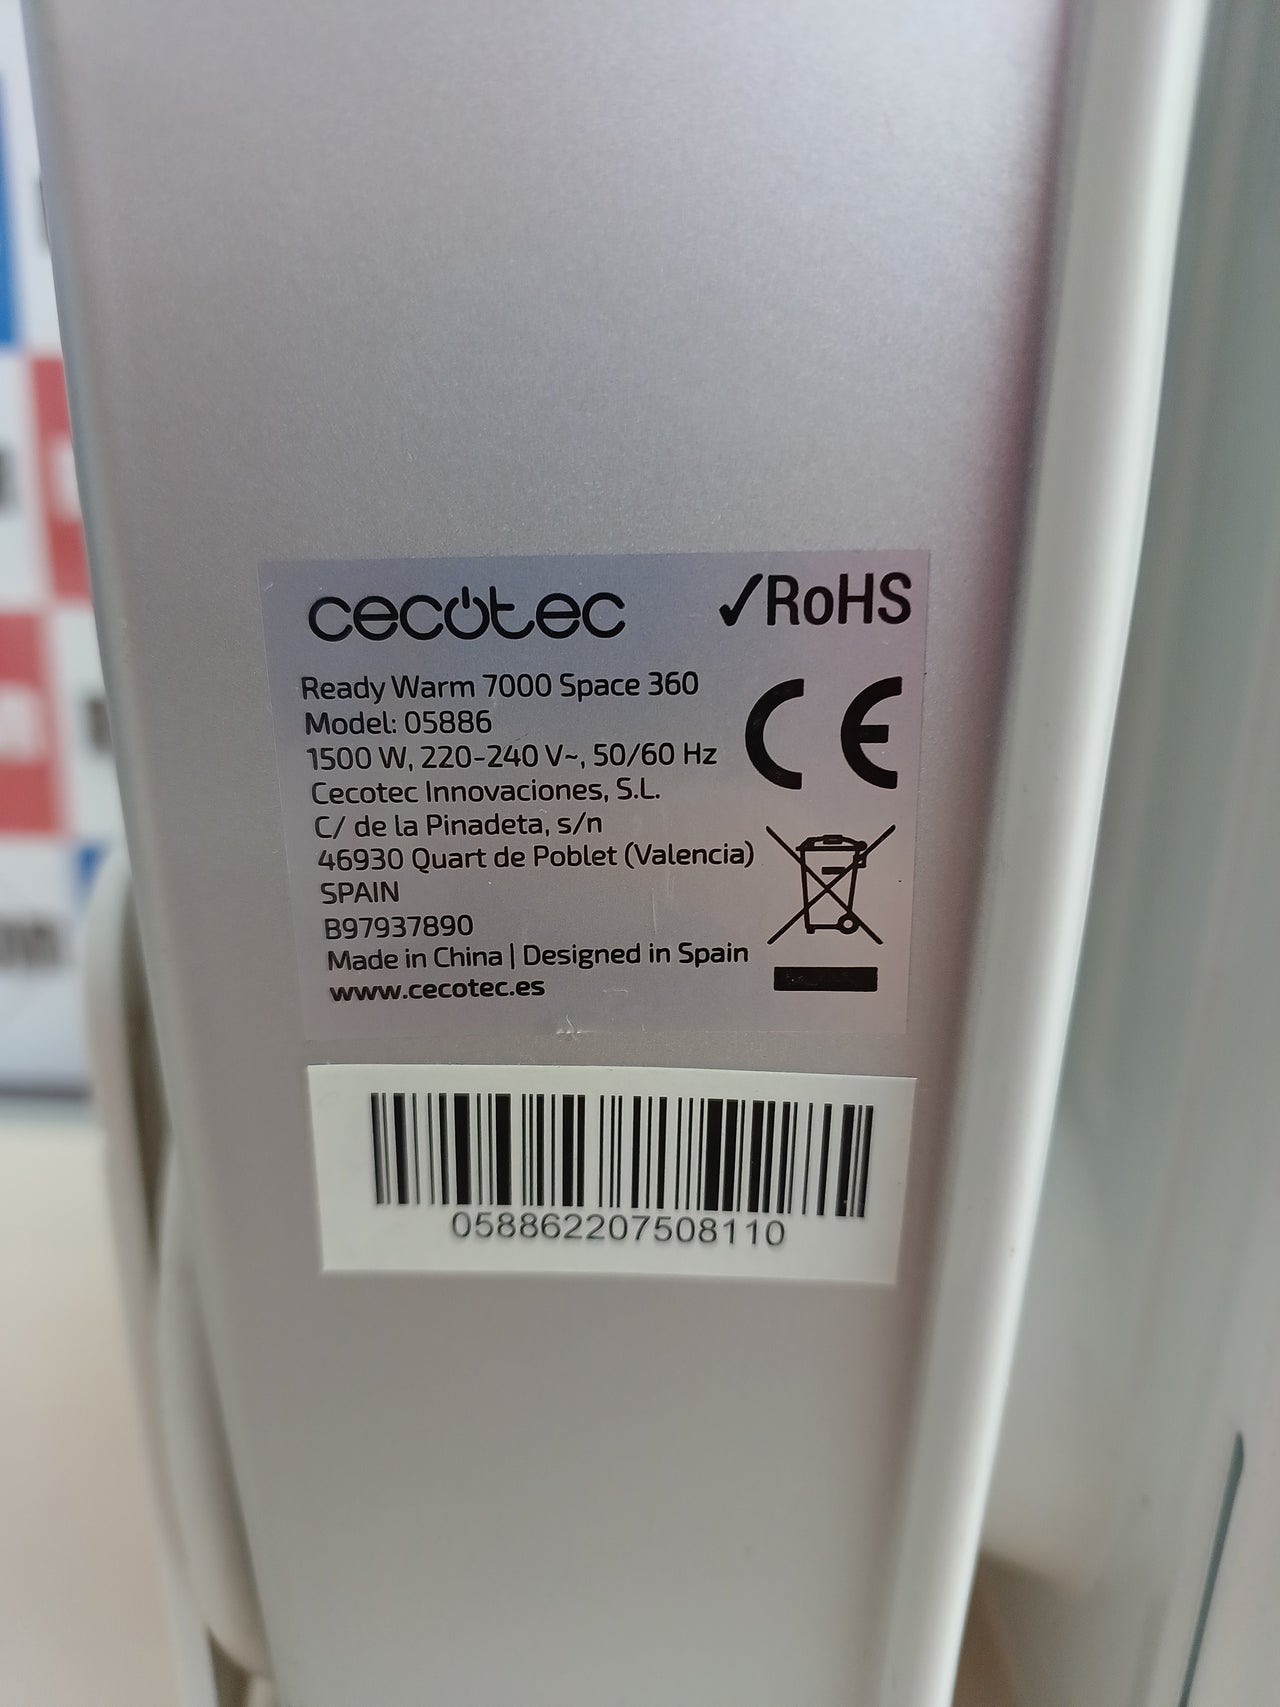 cecotec
✓RoHS
Ready Warm 7000 Space 360
Model: 05886
1500 W, 220-240 V~, 50/60 Hz
Cecotec Innovaciones, S.L.
C/ de la Pinadeta, s/n
46930 Quart de Poblet (Valencia)
SPAIN
B97937890
Made in China | Designed in Spain
www.cecotec.es
CE
058862207508110